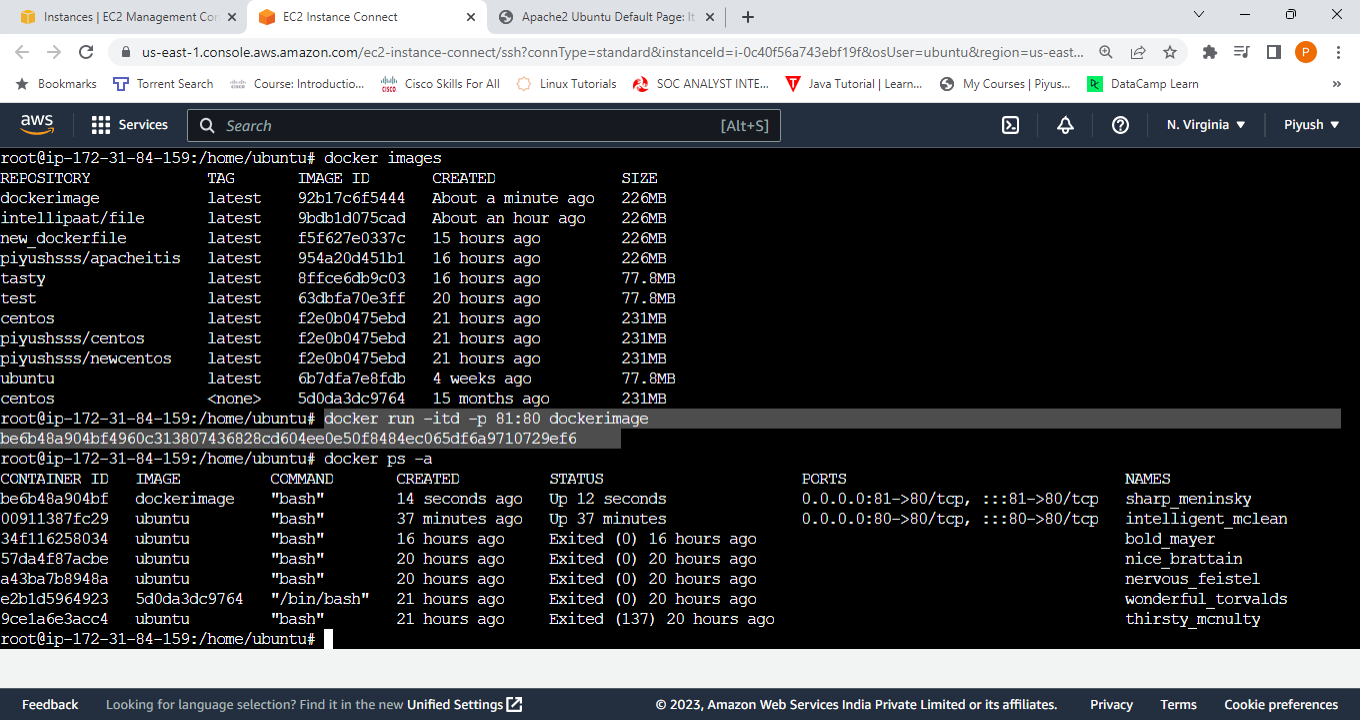 Instances | EC2 Management Con
EC2 Instance Connect
Apache2 Ubuntu Default Page: It
us-east-1.console.aws.amazon.com/ec2-instance-connect/ssh?connType=standard&instanceId=i-0c40f56a743ebf19f&osUser=ubuntu&region=us-east...
P
Bookmarks
Torrent Search
Course: Introductio...
Cisco Skills For All
Linux Tutorials
SOC ANALYST INTE...
Java Tutorial | Learn...
My Courses | Piyus...
DataCamp Learn
aws
Services
Search
[Alt+S]
N. Virginia
Piyush
root@ip-172-31-84-159:/home/ubuntu# docker images
REPOSITORY TAG IMAGE ID CREATED SIZE
dockerimage latest 92b17c6f5444 About a minute ago 226MB
intellipaat/file latest 9bdb1d075cad About an hour ago 226MB
new_dockerfile latest f5f627e0337c 15 hours ago 226MB
piyushsss/apacheitis latest 954a20d451b1 16 hours ago 226MB
tasty latest 8ffce6db9c03 16 hours ago 77.8MB
test latest 63dbfa70e3ff 20 hours ago 77.8MB
centos latest f2e0b0475ebd 21 hours ago 231MB
piyushsss/centos latest f2e0b0475ebd 21 hours ago 231MB
piyushsss/newcentos latest f2e0b0475ebd 21 hours ago 231MB
ubuntu latest 6b7dfa7e8fdb 4 weeks ago 77.8MB
centos <none> 5d0da3dc9764 15 months ago 231MB
root@ip-172-31-84-159:/home/ubuntu# docker run -itd -p 81:80 dockerimage
be6b48a904bf4960c313807436828cd604ee0e50f8484ec065df6a9710729ef6
root@ip-172-31-84-159:/home/ubuntu# docker ps -a
CONTAINER ID IMAGE COMMAND CREATED STATUS PORTS NAMES
be6b48a904bf dockerimage "bash" 14 seconds ago Up 12 seconds 0.0.0.0:81->80/tcp, :::81->80/tcp sharp_meninsky
00911387fc29 ubuntu "bash" 37 minutes ago Up 37 minutes 0.0.0.0:80->80/tcp, :::80->80/tcp intelligent_mclean
34f116258034 ubuntu "bash" 16 hours ago Exited (0) 16 hours ago bold_mayer
57da4f87acbe ubuntu "bash" 20 hours ago Exited (0) 20 hours ago nice_brattain
a43ba7b8948a ubuntu "bash" 20 hours ago Exited (0) 20 hours ago nervous_feistel
e2b1d5964923 5d0da3dc9764 "/bin/bash" 21 hours ago Exited (0) 20 hours ago wonderful_torvalds
9ce1a6e3acc4 ubuntu "bash" 21 hours ago Exited (137) 20 hours ago thirsty_mcnulty
root@ip-172-31-84-159:/home/ubuntu#
Feedback
Looking for language selection? Find it in the new Unified Settings
© 2023, Amazon Web Services India Private Limited or its affiliates.
Privacy
Terms
Cookie preferences